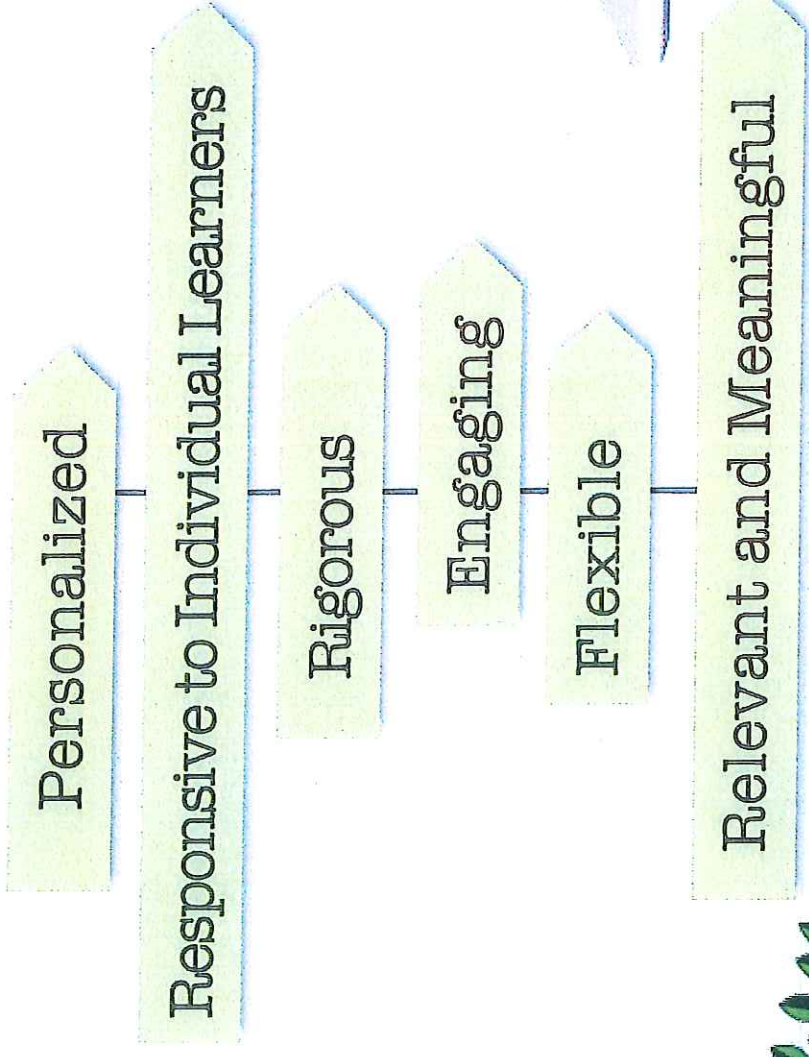 Personalized
Responsive to Individual Learners
Rigorous
Engaging
Flexible
Relevant and Meaningful